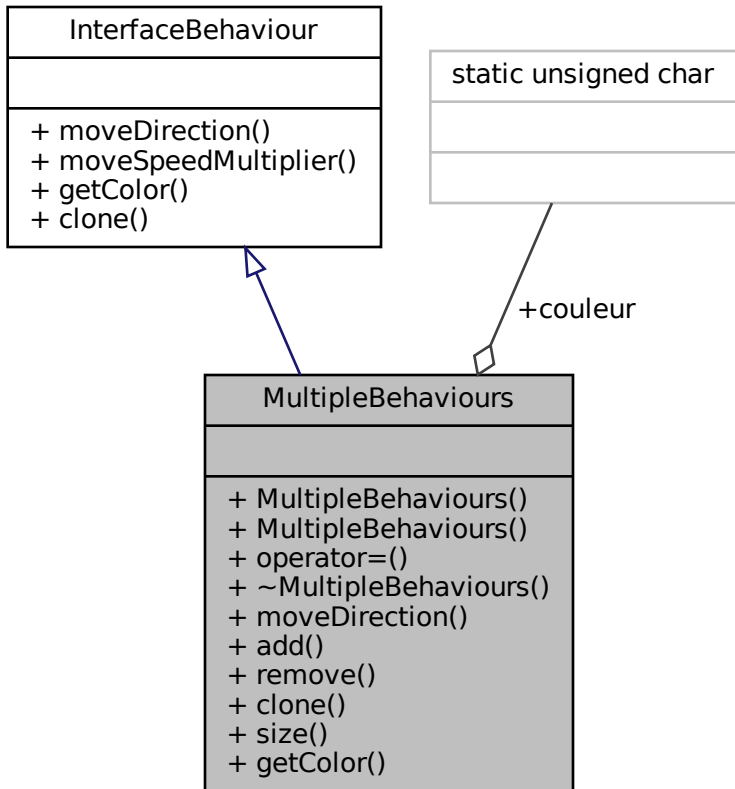 InterfaceBehaviour
+ moveDirection()
+ moveSpeedMultiplier()
+ getColor()
+ clone()
static unsigned char
+couleur
MultipleBehaviours
+ MultipleBehaviours()
+ MultipleBehaviours()
+ operator=()
+ ~MultipleBehaviours()
+ moveDirection()
+ add()
+ remove()
+ clone()
+ size()
+ getColor()